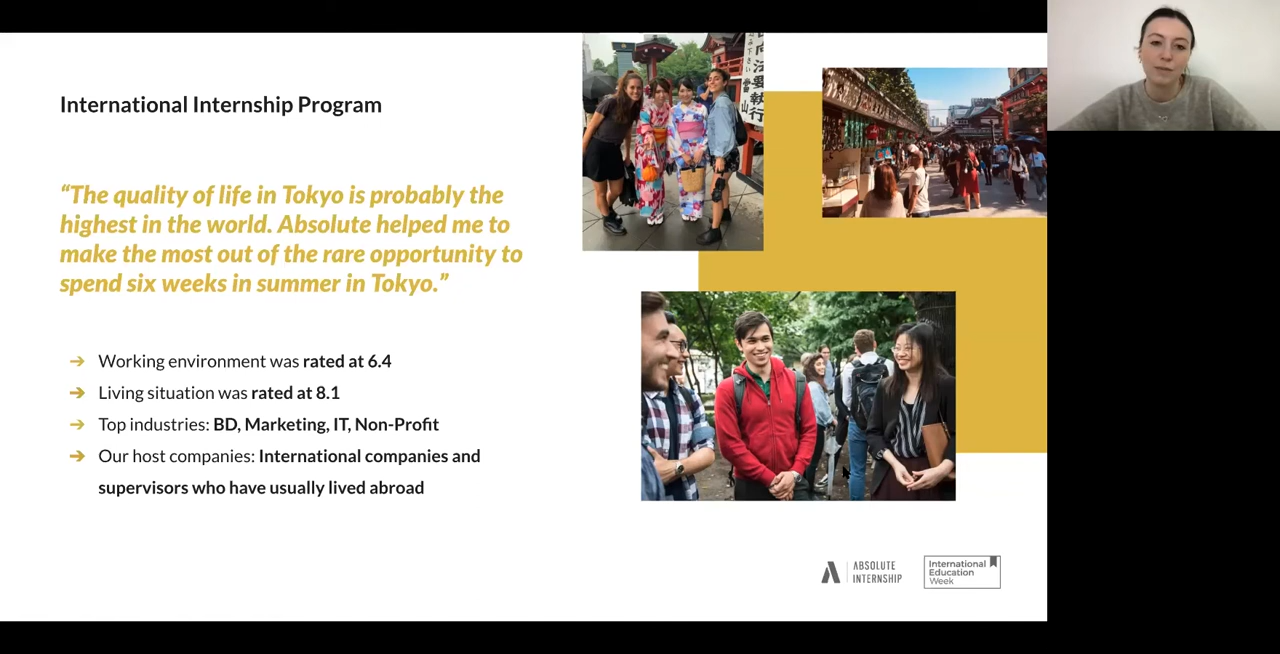 International Internship Program
“The quality of life in Tokyo is probably the
highest in the world. Absolute helped me to
make the most out of the rare opportunity to
spend six weeks in summer in Tokyo.”
➔ Working environment was rated at 6.4
➔ Living situation was rated at 8.1
➔ Top industries: BD, Marketing, IT, Non-Profit
➔ Our host companies: International companies and
supervisors who have usually lived abroad
ABSOLUTE
INTERNSHIP
International
Education
Week